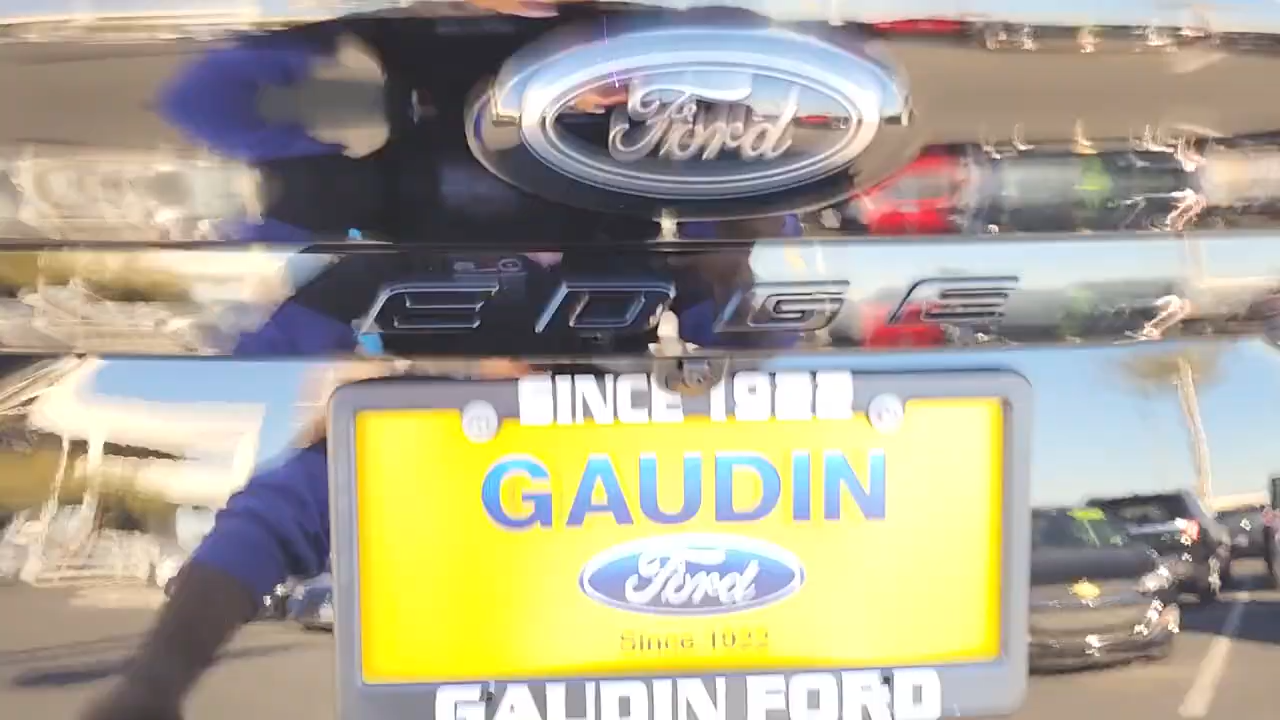 Ford
EDGE
SINCE 1922
GAUDIN
Ford
Since 1922
GAUDIN FORD